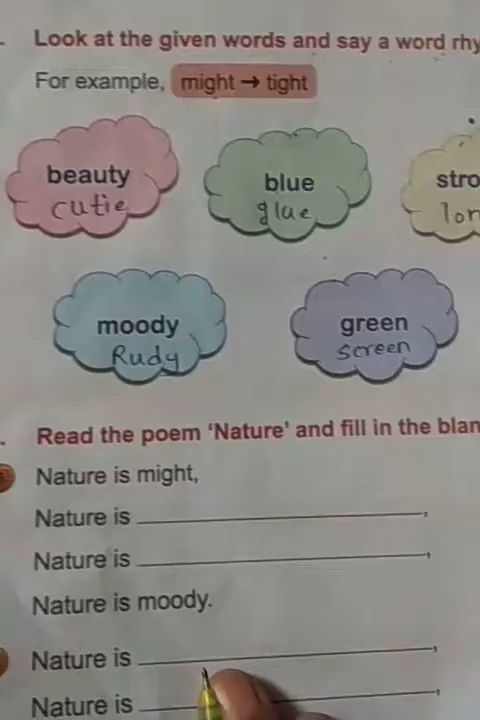 Look at the given words and say a word rhy
For example, might → tight
beauty
cutie
blue
glue
stro
lon
moody
Rudy
green
screen
Read the poem 'Nature' and fill in the blan
Nature is might,
Nature is ,
Nature is ,
Nature is moody.
Nature is ,
Nature is ,